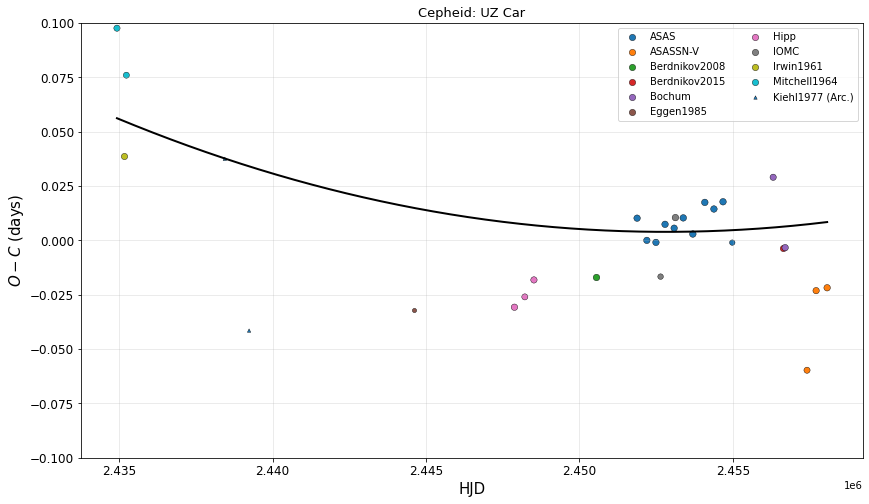 Cepheid: UZ Car
0.100
0.075
0.050
0.025
0.000
−0.025
−0.050
−0.075
−0.100
O − C (days)
ASAS
ASASSN-V
Berdnikov2008
Berdnikov2015
Bochum
Eggen1985
Hipp
IOMC
Irwin1961
Mitchell1964
Kiehl1977 (Arc.)
2.435 2.440 2.445 2.450 2.455
1e6
HJD